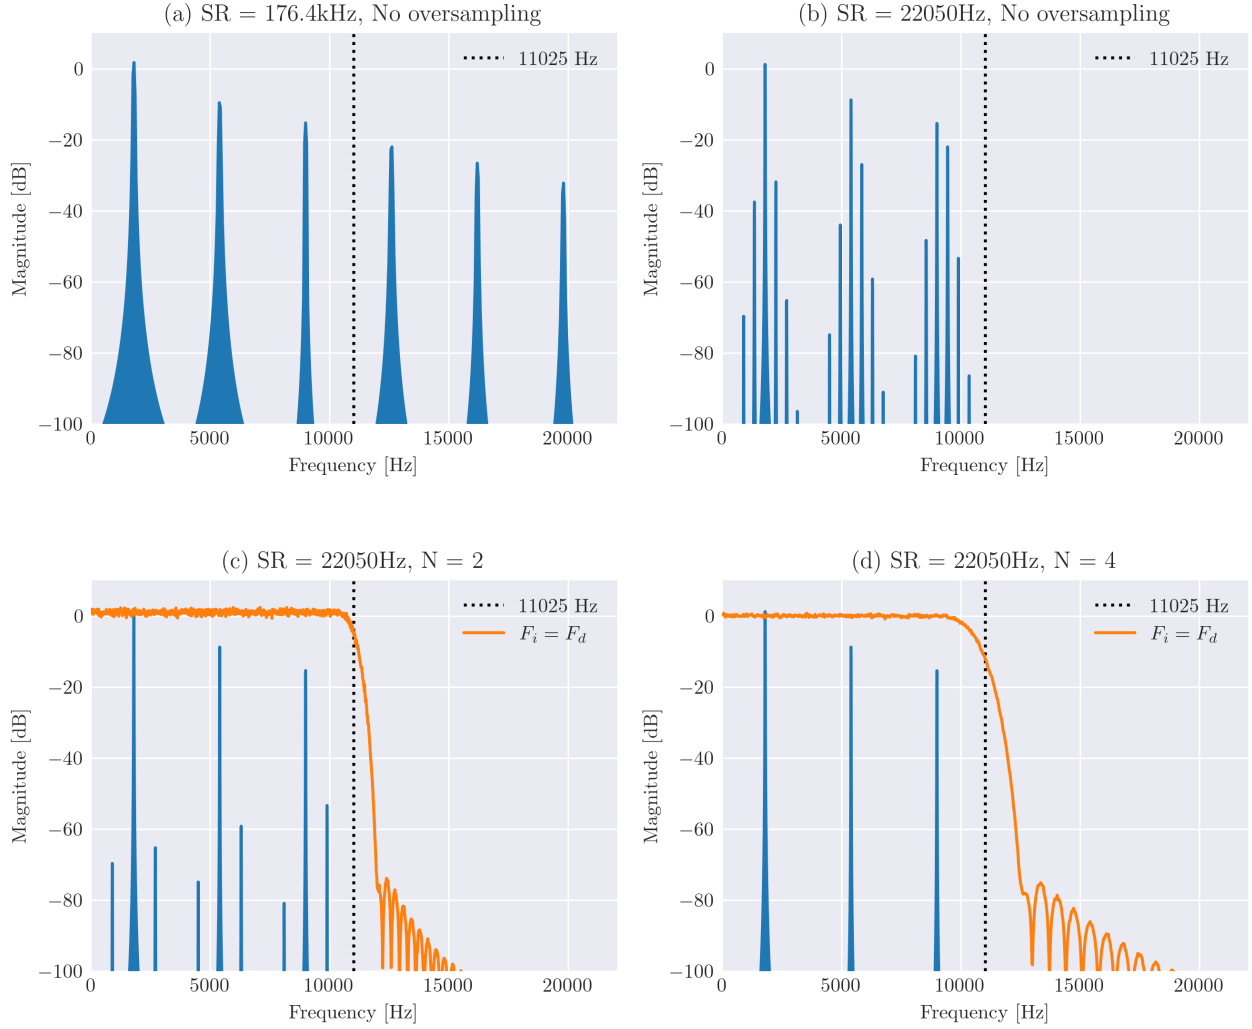 (a) SR = 176.4kHz, No oversampling
11025 Hz
0
−20
−40
−60
−80
−100
Magnitude [dB]
0 5000 10000 15000 20000
Frequency [Hz]
(b) SR = 22050Hz, No oversampling
11025 Hz
0
−20
−40
−60
−80
−100
Magnitude [dB]
0 5000 10000 15000 20000
Frequency [Hz]
(c) SR = 22050Hz, N = 2
11025 Hz
F_i = F_d
0
−20
−40
−60
−80
−100
Magnitude [dB]
0 5000 10000 15000 20000
Frequency [Hz]
(d) SR = 22050Hz, N = 4
11025 Hz
F_i = F_d
0
−20
−40
−60
−80
−100
Magnitude [dB]
0 5000 10000 15000 20000
Frequency [Hz]